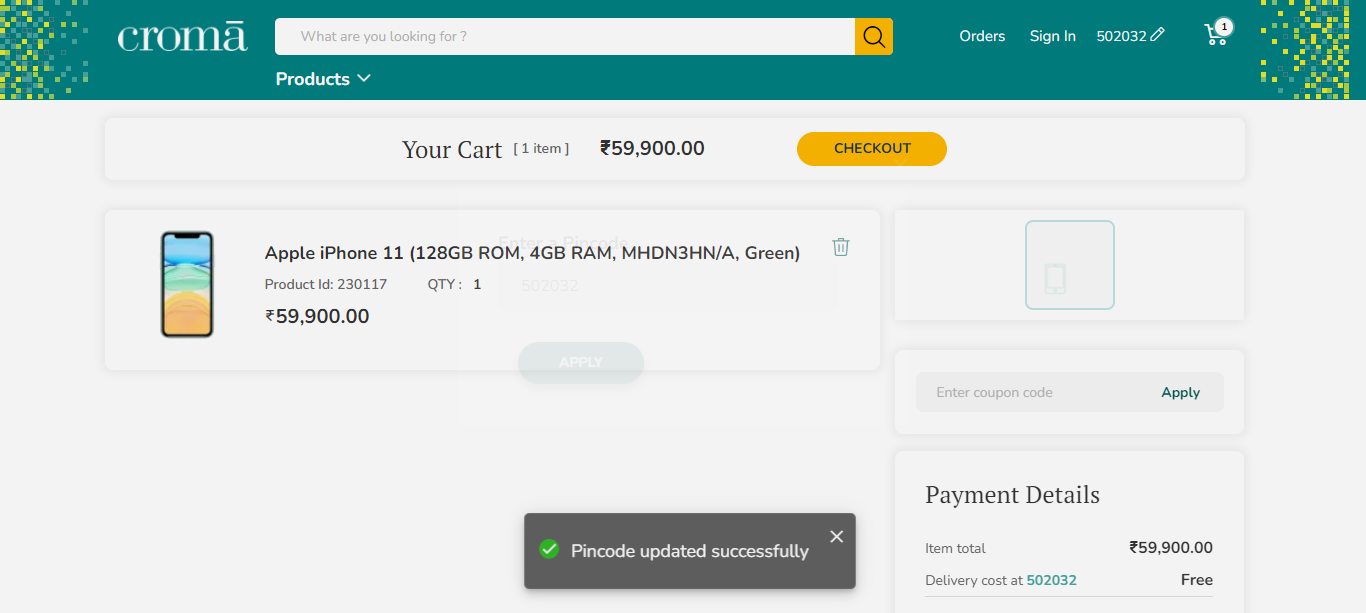 cromā
What are you looking for ?
Orders
Sign In
502032
1
Products
Your Cart [ 1 item ] ₹59,900.00 CHECKOUT
Enter a Pincode
Apple iPhone 11 (128GB ROM, 4GB RAM, MHDN3HN/A, Green)
Product Id: 230117 QTY : 1
502032
₹59,900.00
APPLY
Enter coupon code Apply
Payment Details
Item total ₹59,900.00
Delivery cost at 502032 Free
Pincode updated successfully